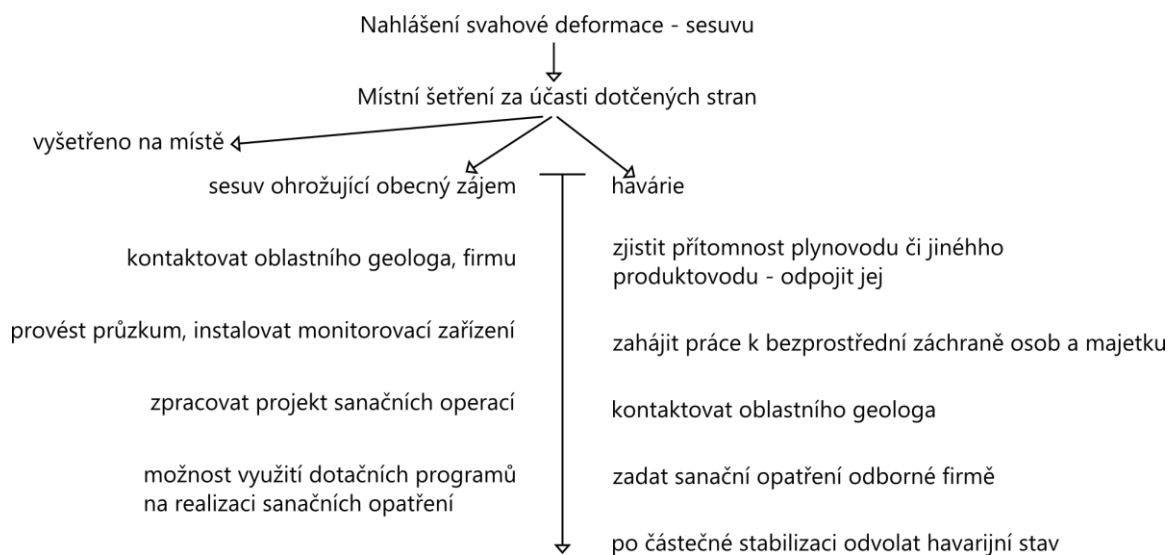 Nahlášení svahové deformace - sesuvu
Místní šetření za účasti dotčených stran
vyšetřeno na místě
sesuv ohrožující obecný zájem
kontaktovat oblastního geologa, firmu
provést průzkum, instalovat monitorovací zařízení
zpracovat projekt sanačních operací
možnost využití dotačních programů
na realizaci sanačních opatření
havárie
zjistit přítomnost plynovodu či jinéhho
produktovodu - odpojit jej
zahájit práce k bezprostřední záchraně osob a majetku
kontaktovat oblastního geologa
zadat sanační opatření odborné firmě
po částečné stabilizaci odvolat havarijní stav